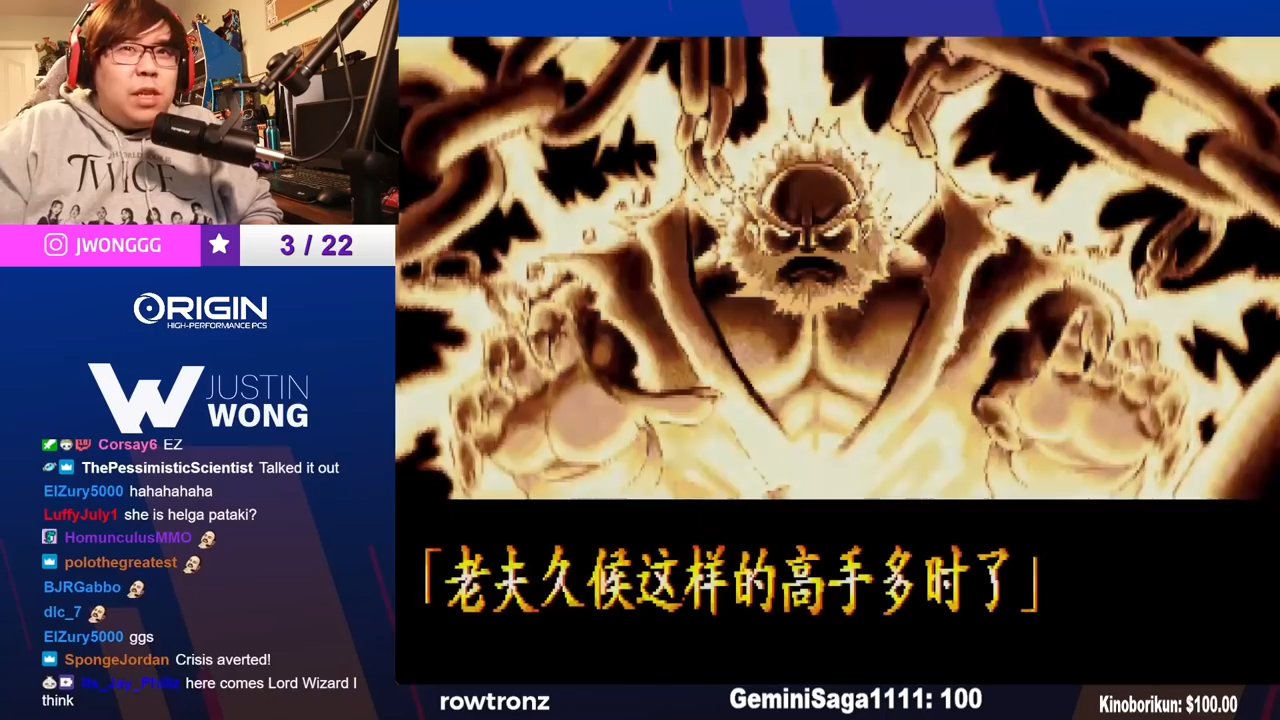 TWICE
JWONGGG
3 / 22
ORIGIN
HIGH-PERFORMANCE PCS
JUSTIN
WONG
Corsay6 EZ
ThePessimisticScientist Talked it out
ElZury5000 hahahahaha
LuffyJuly1 she is helga pataki?
HomunculusMMO
polothegreatest
BJRGabbo
dlc_7
ElZury5000 ggs
SpongeJordan Crisis averted!
Its_Jay_Phillz here comes Lord Wizard I
think
「老夫久候这样的高手多时了」
rowtronz
GeminiSaga1111: 100
Kinoborikun: $100.00